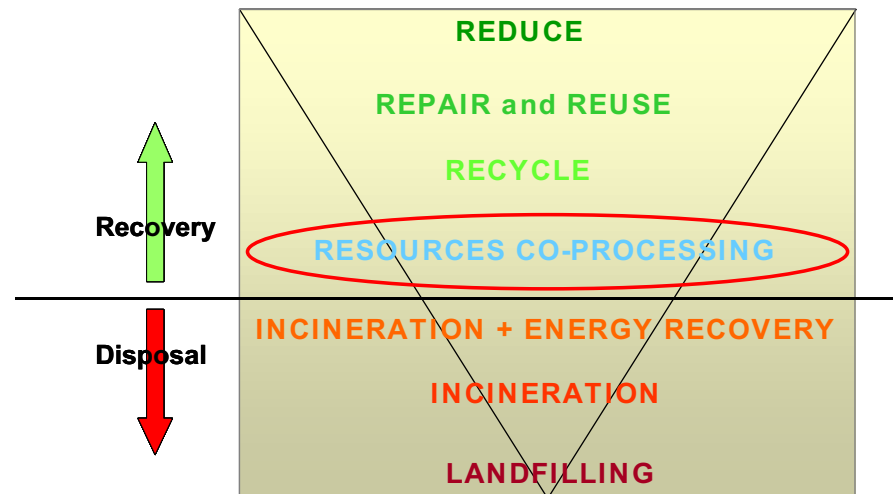 REDUCE
REPAIR and REUSE
RECYCLE
Recovery
RESOURCES CO-PROCESSING
INCINERATION + ENERGY RECOVERY
Disposal
INCINERATION
LANDFILLING